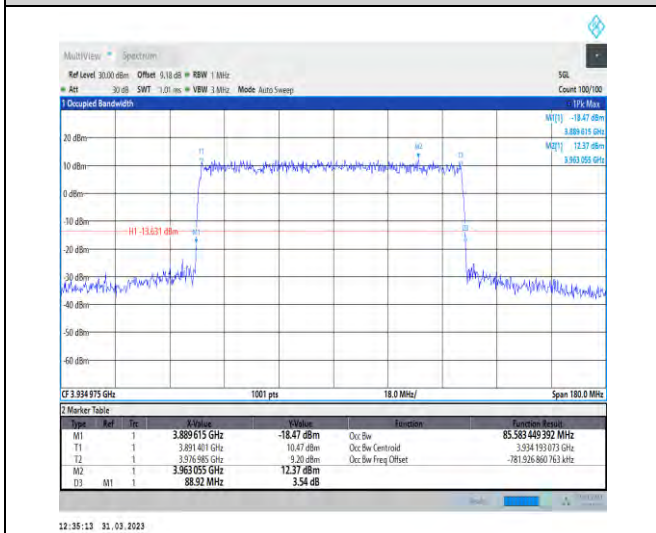 MultiView Spectrum
Ref Level 30.00 dBm Offset 9.18 dB RBW 1 MHz SGL
Att 30 dB SWT 1.01 ms VBW 3 MHz Mode Auto Sweep Count 100/100
1 Occupied Bandwidth 1Pk Max
M1[1] -18.47 dBm
3.889 615 GHz
M2[1] 12.37 dBm
3.963 055 GHz
20 dBm
T1
M2
10 dBm
0 dBm
-10 dBm
H1 -13.631 dBm
M1
D3
-20 dBm
-30 dBm
-40 dBm
-50 dBm
-60 dBm
CF 3.934 975 GHz 1001 pts 18.0 MHz/ Span 180.0 MHz
2 Marker Table
Type Ref Trc X-Value Y-Value Function Function Result
M1 1 3.889 615 GHz -18.47 dBm Occ Bw 85.583 449 392 MHz
T1 1 3.891 401 GHz 10.47 dBm Occ Bw Centroid 3.934 193 073 GHz
T2 1 3.976 985 GHz 9.20 dBm Occ Bw Freq Offset -781.926 860 763 kHz
M2 1 3.963 055 GHz 12.37 dBm
D3 M1 1 88.92 MHz 3.54 dB
12:35:13 31.03.2023